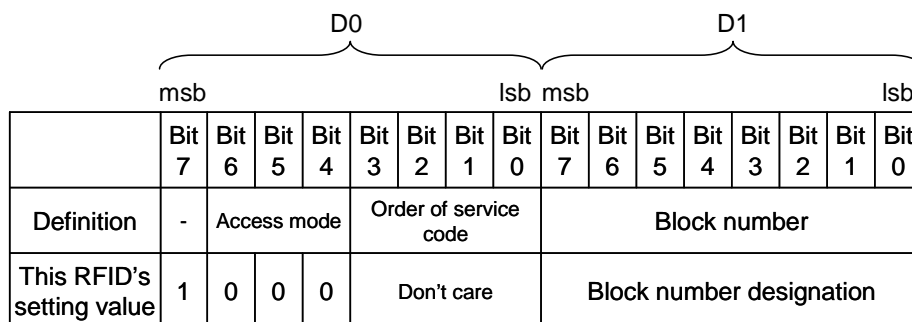 D0 D1
msb lsb msb lsb
Bit 7 Bit 6 Bit 5 Bit 4 Bit 3 Bit 2 Bit 1 Bit 0 Bit 7 Bit 6 Bit 5 Bit 4 Bit 3 Bit 2 Bit 1 Bit 0
Definition - Access mode Order of service code Block number
This RFID's setting value 1 0 0 0 Don't care Block number designation